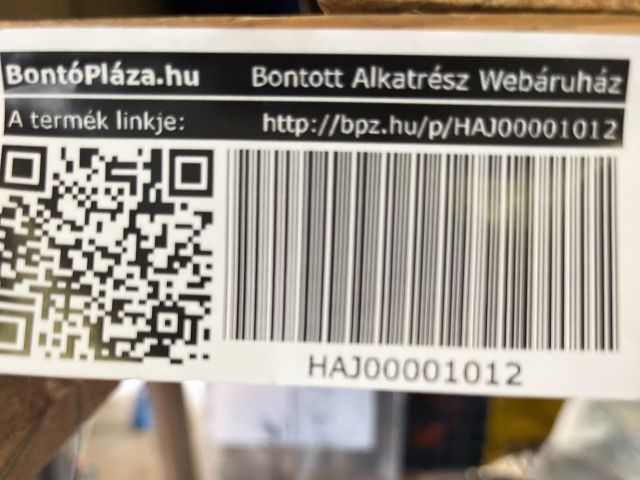 BontóPláza.hu Bontott Alkatrész Webáruház
A termék linkje: http://bpz.hu/p/HAJ00001012
HAJ00001012